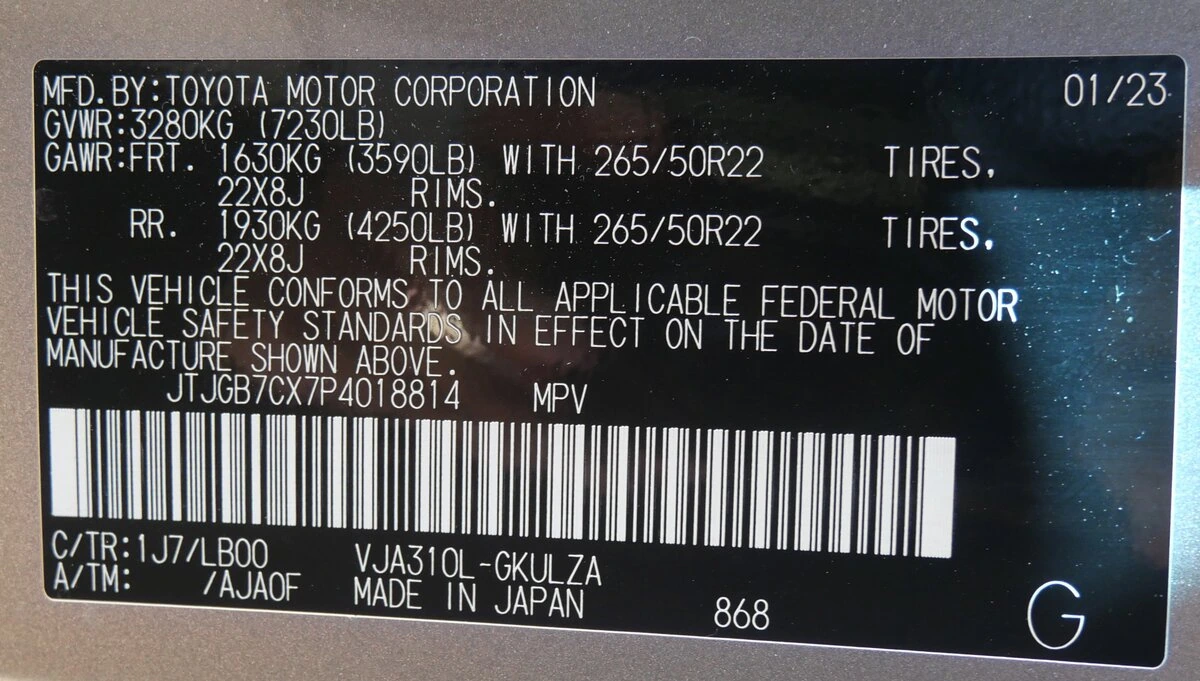 MFD.BY:TOYOTA MOTOR CORPORATION 01/23
GVWR:3280KG (7230LB)
GAWR:FRT. 1630KG (3590LB) WITH 265/50R22 TIRES,
22X8J RIMS.
RR. 1930KG (4250LB) WITH 265/50R22 TIRES,
22X8J RIMS.
THIS VEHICLE CONFORMS TO ALL APPLICABLE FEDERAL MOTOR
VEHICLE SAFETY STANDARDS IN EFFECT ON THE DATE OF
MANUFACTURE SHOWN ABOVE.
JTJGB7CX7P4018814 MPV
C/TR:1J7/LB00 VJA310L-GKULZA
A/TM: /AJA0F MADE IN JAPAN 868 G